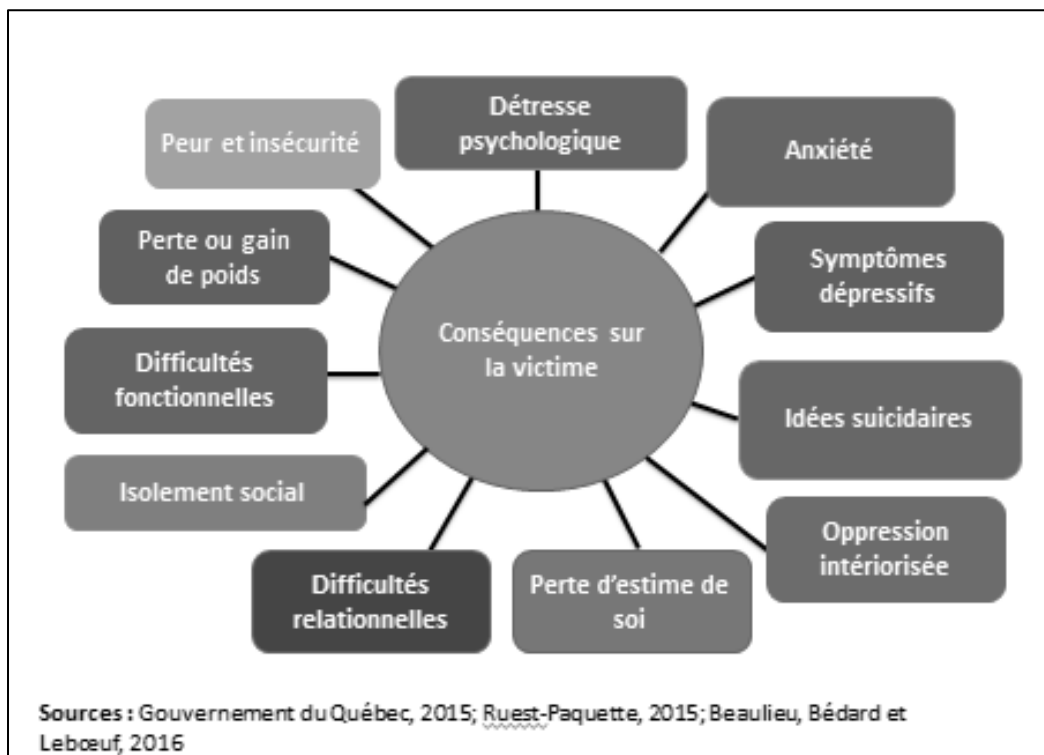 Détresse
psychologique
Anxiété
Symptômes
dépressifs
Idées suicidaires
Oppression
intériorisée
Perte d'estime de
soi
Difficultés
relationnelles
Isolement social
Difficultés
fonctionnelles
Perte ou gain
de poids
Peur et insécurité
Conséquences sur
la victime
Sources : Gouvernement du Québec, 2015; Ruest-Paquette, 2015; Beaulieu, Bédard et
Lebœuf, 2016